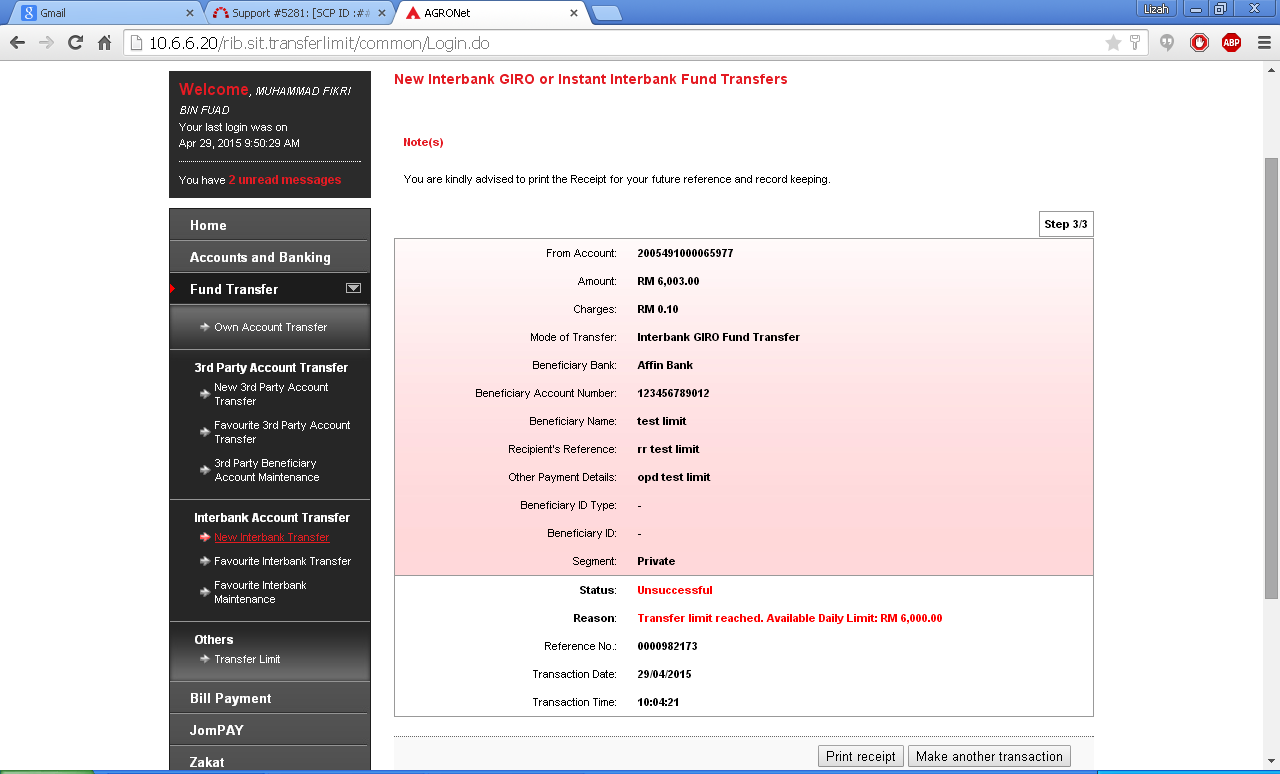 Gmail
Support #5281: [SCP ID :##
AGRONet
Lizah
10.6.6.20/rib.sit.transferlimit/common/Login.do
ABP
Welcome, MUHAMMAD FIKRI
BIN FUAD
Your last login was on
Apr 29, 2015 9:50:29 AM
You have 2 unread messages
Home
Accounts and Banking
Fund Transfer
Own Account Transfer
3rd Party Account Transfer
New 3rd Party Account
Transfer
Favourite 3rd Party Account
Transfer
3rd Party Beneficiary
Account Maintenance
Interbank Account Transfer
New Interbank Transfer
Favourite Interbank Transfer
Favourite Interbank
Maintenance
Others
Transfer Limit
Bill Payment
JomPAY
Zakat
New Interbank GIRO or Instant Interbank Fund Transfers
Note(s)
You are kindly advised to print the Receipt for your future reference and record keeping.
Step 3/3
From Account: 2005491000065977
Amount: RM 6,003.00
Charges: RM 0.10
Mode of Transfer: Interbank GIRO Fund Transfer
Beneficiary Bank: Affin Bank
Beneficiary Account Number: 123456789012
Beneficiary Name: test limit
Recipient's Reference: rr test limit
Other Payment Details: opd test limit
Beneficiary ID Type: -
Beneficiary ID: -
Segment: Private
Status: Unsuccessful
Reason: Transfer limit reached. Available Daily Limit: RM 6,000.00
Reference No.: 0000982173
Transaction Date: 29/04/2015
Transaction Time: 10:04:21
Print receipt Make another transaction